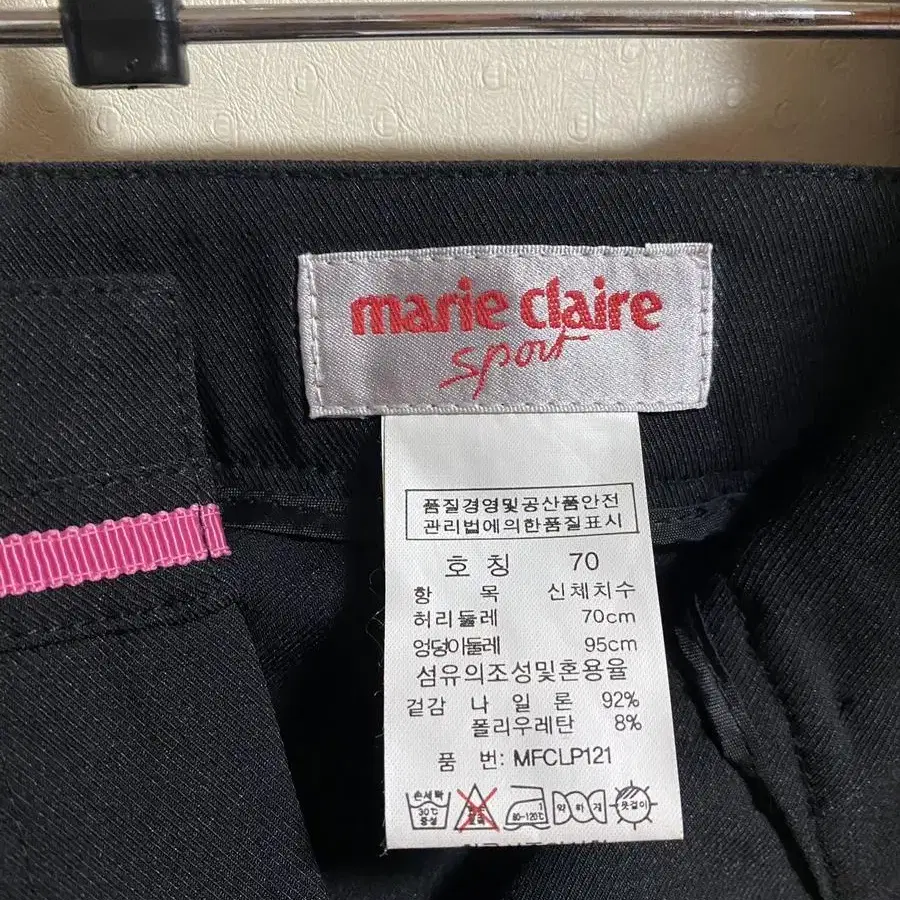 marie claire
sport
품질경영및공산품안전
관리법에의한품질표시
호 칭 70
항 목 신체치수
허리둘레 70cm
엉덩이둘레 95cm
섬유의조성및혼용율
겉감 나 일 론 92%
폴리우레탄 8%
품 번: MFCLP121
손세탁
30℃
중성
1
80-120℃
약하게
옷걸이